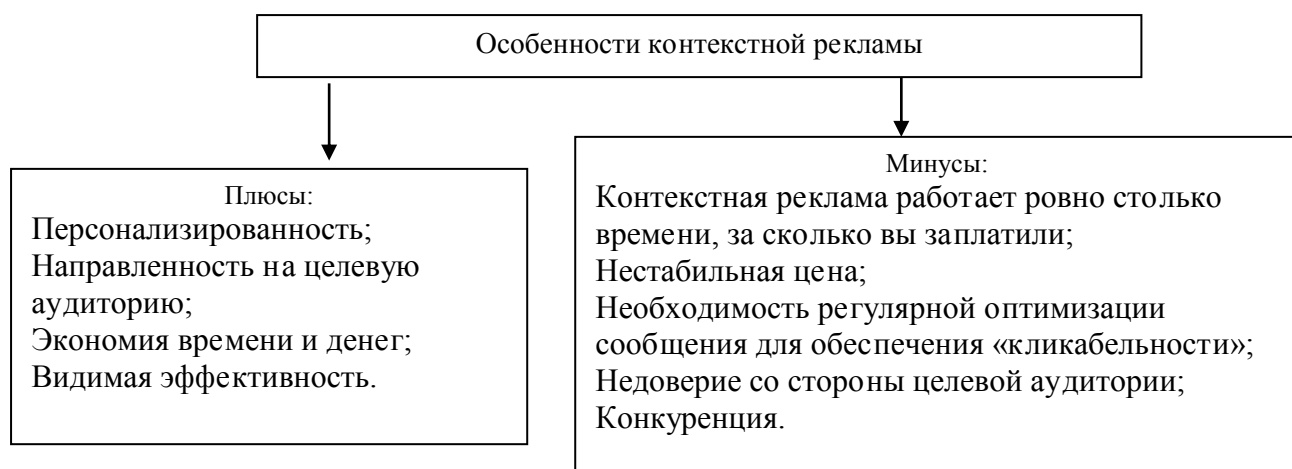 Особенности контекстной рекламы
Плюсы:
Персонализированность;
Направленность на целевую
аудиторию;
Экономия времени и денег;
Видимая эффективность.
Минусы:
Контекстная реклама работает ровно столько
времени, за сколько вы заплатили;
Нестабильная цена;
Необходимость регулярной оптимизации
сообщения для обеспечения «кликабельности»;
Недоверие со стороны целевой аудитории;
Конкуренция.